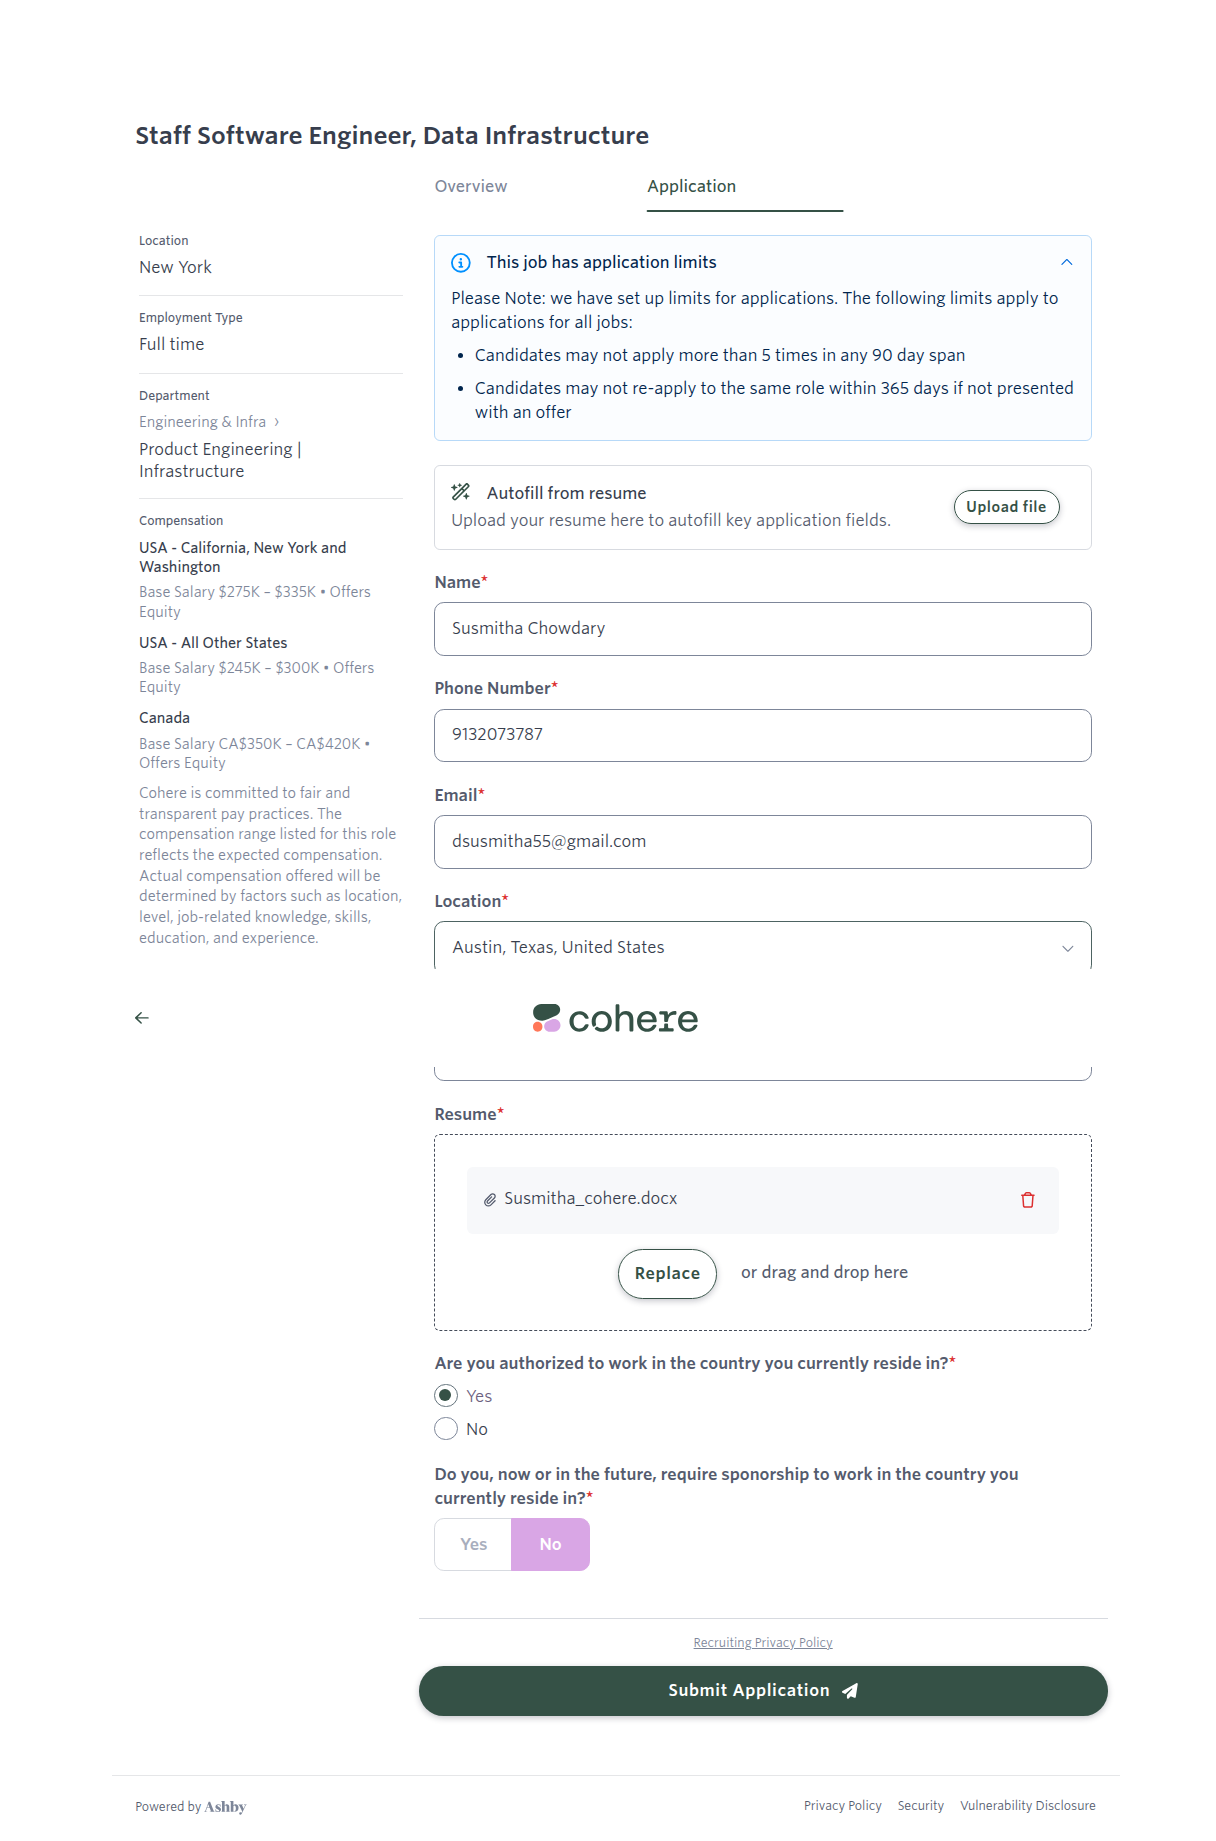 Staff Software Engineer, Data Infrastructure
Overview
Application
Location
New York
Employment Type
Full time
Department
Engineering & Infra ›
Product Engineering |
Infrastructure
Compensation
USA - California, New York and
Washington
Base Salary $275K – $335K • Offers
Equity
USA - All Other States
Base Salary $245K – $300K • Offers
Equity
Canada
Base Salary CA$350K – CA$420K •
Offers Equity
Cohere is committed to fair and
transparent pay practices. The
compensation range listed for this role
reflects the expected compensation.
Actual compensation offered will be
determined by factors such as location,
level, job-related knowledge, skills,
education, and experience.
This job has application limits
Please Note: we have set up limits for applications. The following limits apply to
applications for all jobs:
• Candidates may not apply more than 5 times in any 90 day span
• Candidates may not re-apply to the same role within 365 days if not presented
with an offer
Autofill from resume
Upload your resume here to autofill key application fields.
Upload file
Name*
Susmitha Chowdary
Phone Number*
9132073787
Email*
dsusmitha55@gmail.com
Location*
Austin, Texas, United States
cohere
Resume*
Susmitha_cohere.docx
Replace
or drag and drop here
Are you authorized to work in the country you currently reside in?*
Yes
No
Do you, now or in the future, require sponorship to work in the country you
currently reside in?*
Yes
No
Recruiting Privacy Policy
Submit Application
Powered by Ashby
Privacy Policy
Security
Vulnerability Disclosure